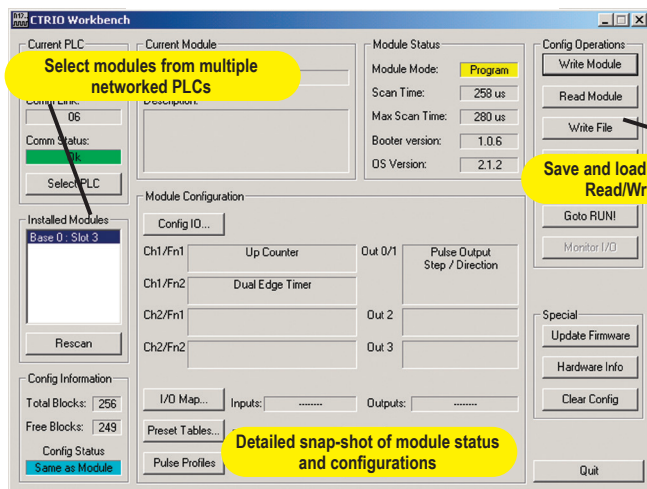 CTRIO Workbench
Current PLC
Select modules from multiple
networked PLCs
Comm Link:
06
Comm Status:
Ok
Select PLC
Installed Modules
Base 0 : Slot 3
Rescan
Config Information
Total Blocks: 256
Free Blocks: 249
Config Status
Same as Module
Current Module
Description:
Module Status
Module Mode: Program
Scan Time: 258 us
Max Scan Time: 280 us
Booter version: 1.0.6
OS Version: 2.1.2
Module Configuration
Config IO...
Ch1/Fn1 Up Counter Out 0/1 Pulse Output
Step / Direction
Ch1/Fn2 Dual Edge Timer
Ch2/Fn1 Out 2
Ch2/Fn2 Out 3
I/O Map... Inputs: -------- Outputs: --------
Preset Tables...
Pulse Profiles
Detailed snap-shot of module status
and configurations
Config Operations
Write Module
Read Module
Write File
Save and load
Read/Wr
Goto RUN!
Monitor I/O
Special
Update Firmware
Hardware Info
Clear Config
Quit